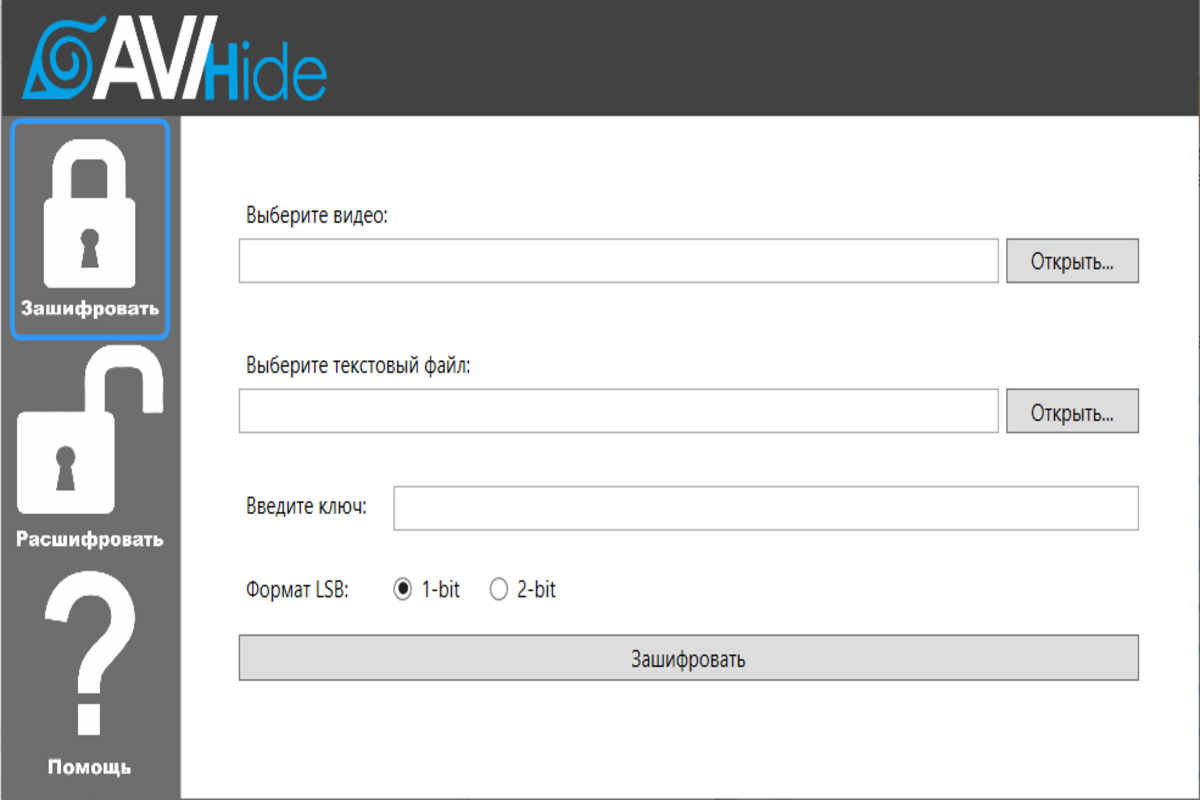 AVIHide
Зашифровать
Расшифровать
Помощь
Выберите видео:
Открыть...
Выберите текстовый файл:
Открыть...
Введите ключ:
Формат LSB: 1-bit 2-bit
Зашифровать